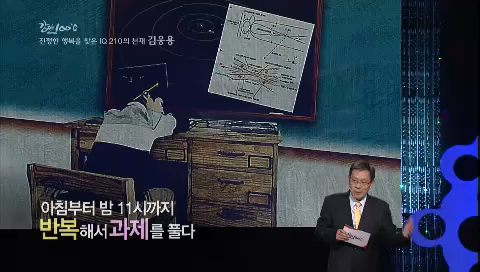 강연100℃
진정한 행복을 찾은 IQ 210의 천재 김웅용
아침부터 밤 11시까지
반복해서 과제를 풀다